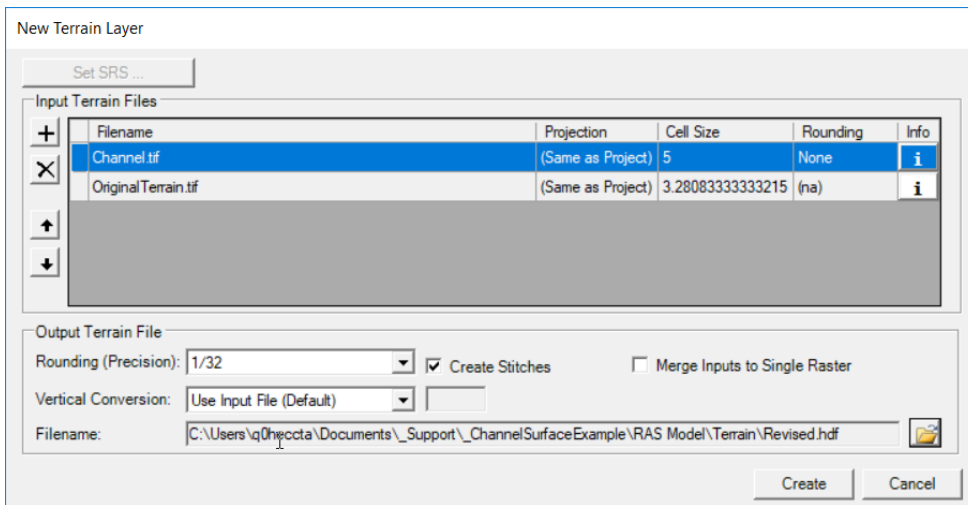 New Terrain Layer
Set SRS ...
Input Terrain Files
Filename Projection Cell Size Rounding Info
Channel.tif (Same as Project) 5 None i
OriginalTerrain.tif (Same as Project) 3.28083333333215 (na) i
Output Terrain File
Rounding (Precision): 1/32 Create Stitches Merge Inputs to Single Raster
Vertical Conversion: Use Input File (Default)
Filename: C:\Users\q0heccta\Documents\_Support\_ChannelSurfaceExample\RAS Model\Terrain\Revised.hdf
Create Cancel